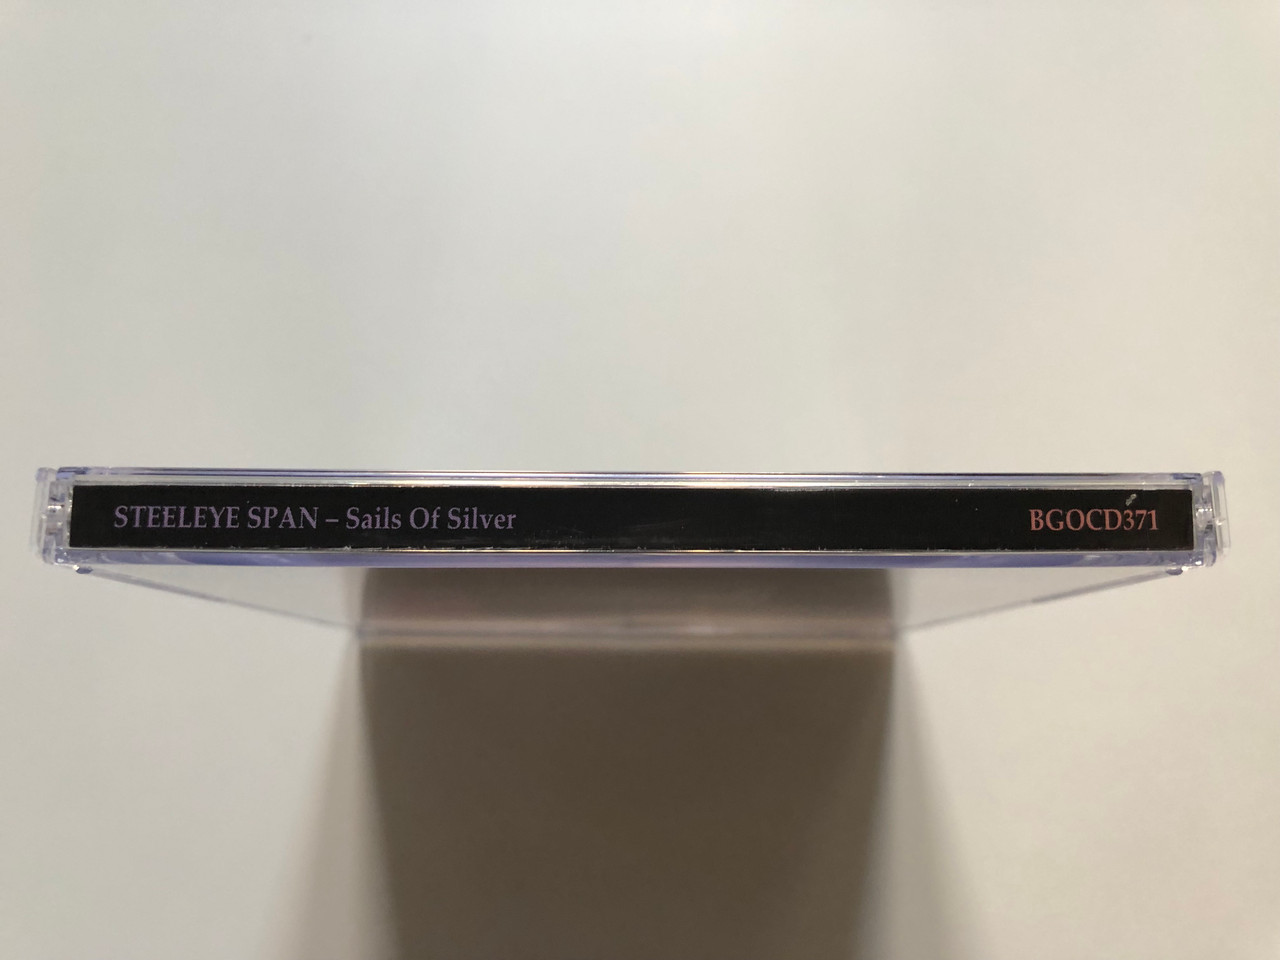 STEELEYE SPAN – Sails Of Silver BGOCD371